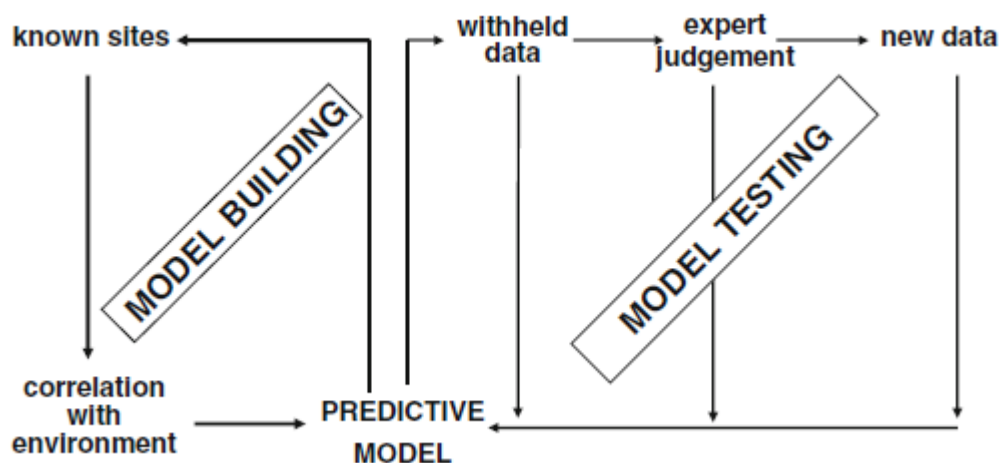 known sites
withheld
data
expert
judgement
new data
MODEL BUILDING
MODEL TESTING
correlation
with
environment
PREDICTIVE
MODEL